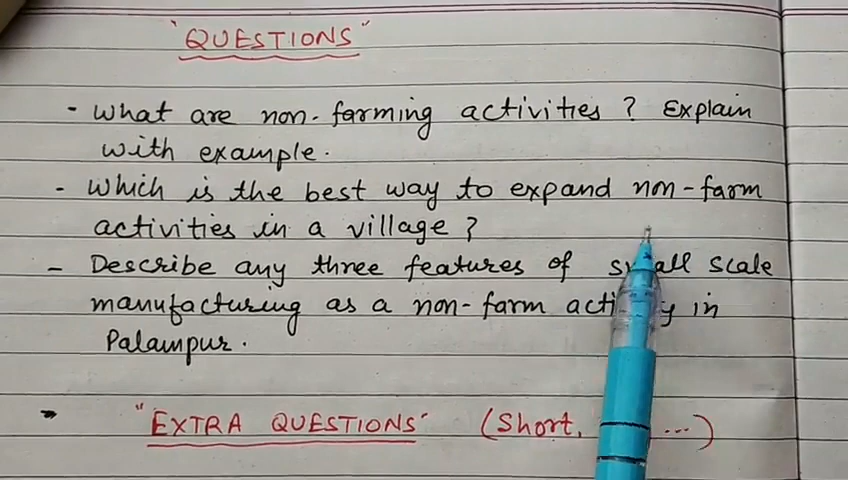 "QUESTIONS"
- What are non-farming activities? Explain
with example.
- Which is the best way to expand non-farm
activities in a village?
- Describe any three features of small scale
manufacturing as a non-farm in
Palampur.
- "EXTRA QUESTIONS" (Short, ...)